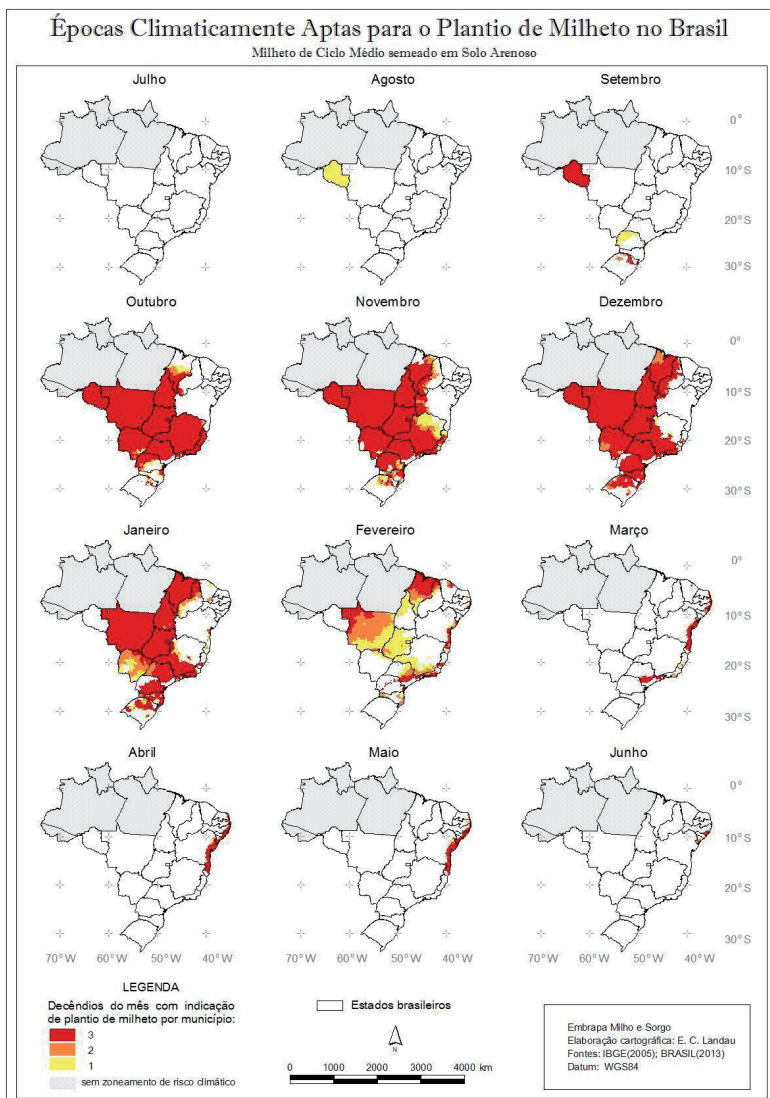 Épocas Climaticamente Aptas para o Plantio de Milheto no Brasil
Milheto de Ciclo Médio semeado em Solo Arenoso
Julho Agosto Setembro
0°
10°S
20°S
30°S
Outubro Novembro Dezembro
0°
10°S
20°S
30°S
Janeiro Fevereiro Março
0°
10°S
20°S
30°S
Abril Maio Junho
0°
10°S
20°S
30°S
70°W 60°W 50°W 40°W 70°W 60°W 50°W 40°W 70°W 60°W 50°W 40°W
LEGENDA
Decêndios do mês com indicação
de plantio de milheto por município:
3
2
1
sem zoneamento de risco climático
Estados brasileiros
N
0 1000 2000 3000 4000 km
Embrapa Milho e Sorgo
Elaboração cartográfica: E. C. Landau
Fontes: IBGE(2005); BRASIL(2013)
Datum: WGS84